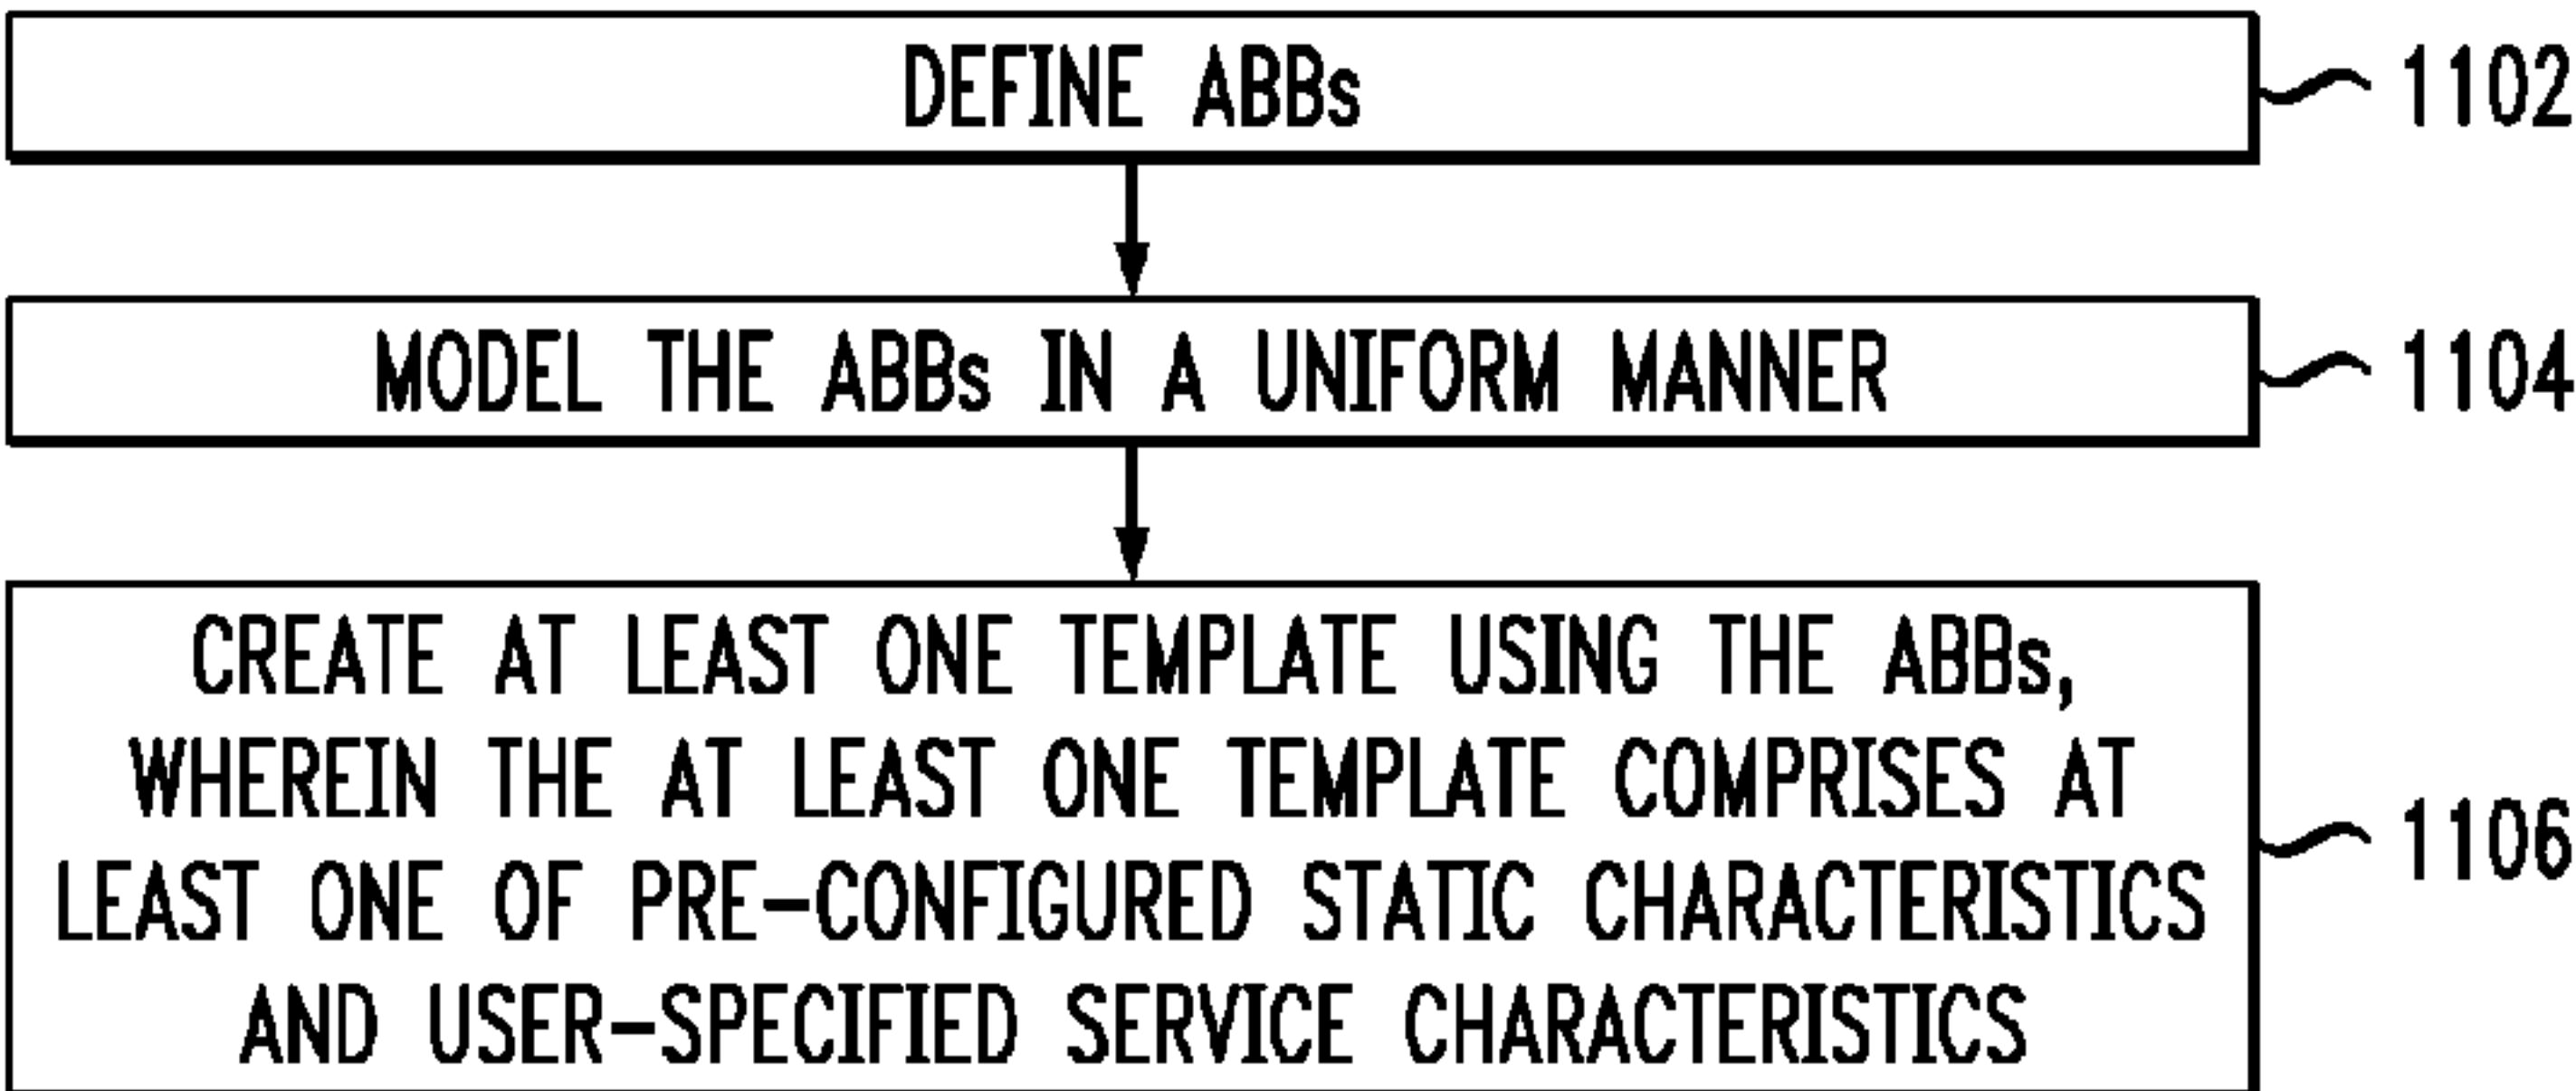 DEFINE ABBs
1102
MODEL THE ABBs IN A UNIFORM MANNER
1104
CREATE AT LEAST ONE TEMPLATE USING THE ABBs,
WHEREIN THE AT LEAST ONE TEMPLATE COMPRISES AT
LEAST ONE OF PRE-CONFIGURED STATIC CHARACTERISTICS
AND USER-SPECIFIED SERVICE CHARACTERISTICS
1106